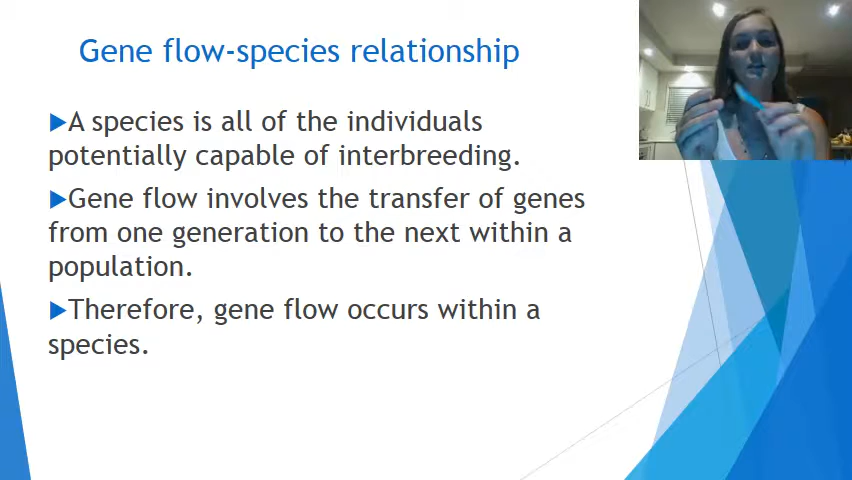 Gene flow-species relationship
▶A species is all of the individuals
potentially capable of interbreeding.
▶Gene flow involves the transfer of genes
from one generation to the next within a
population.
▶Therefore, gene flow occurs within a
species.